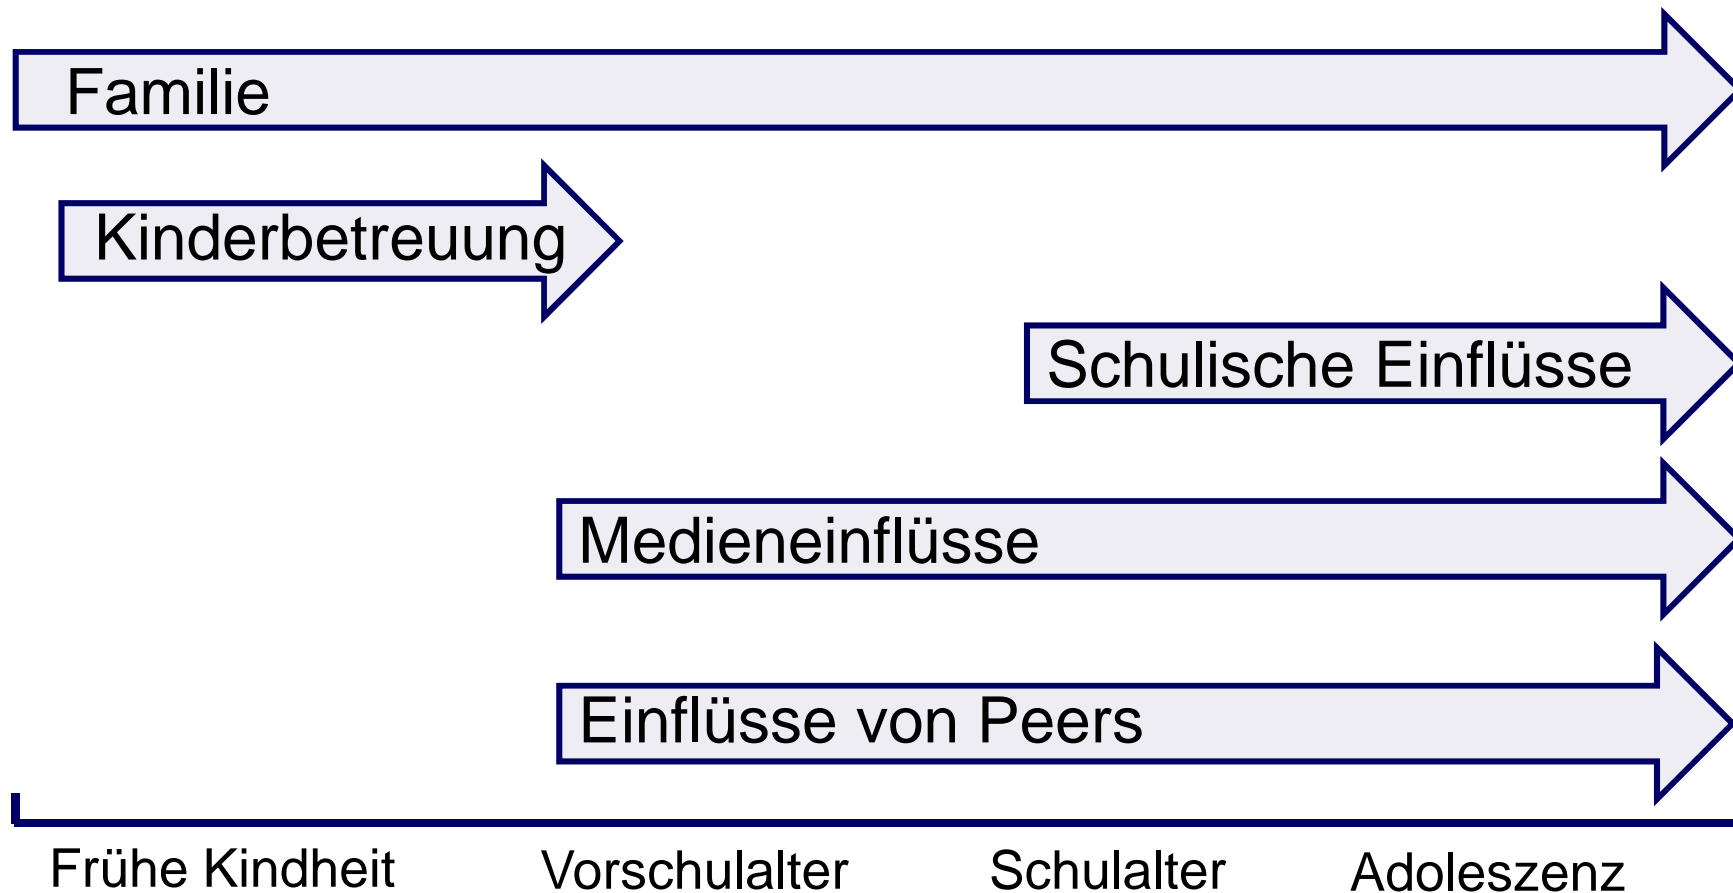 Familie
Kinderbetreuung
Schulische Einflüsse
Medieneinflüsse
Einflüsse von Peers
Frühe Kindheit Vorschulalter Schulalter Adoleszenz